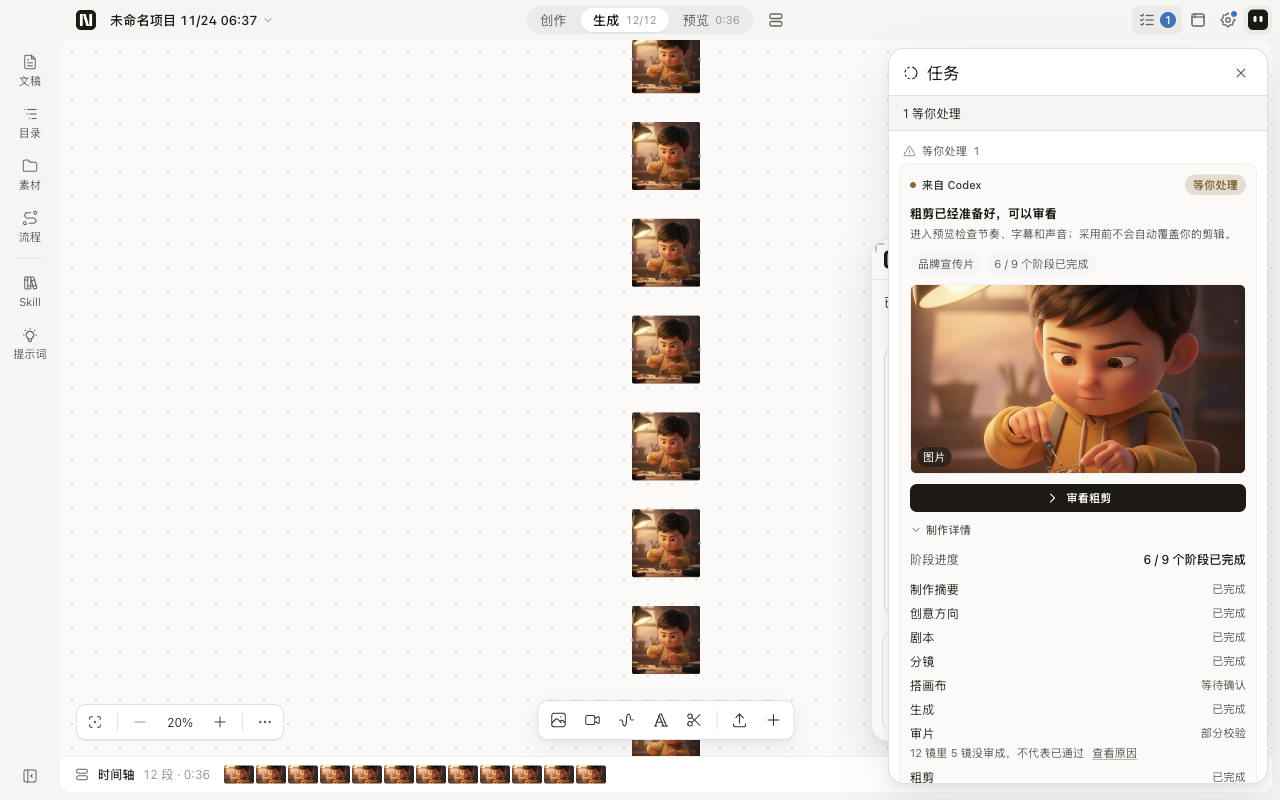 未命名项目 11/24 06:37
创作
生成 12/12
预览 0:36
1
文稿
目录
素材
流程
Skill
提示词
任务
1 等你处理
等你处理 1
来自 Codex
等你处理
粗剪已经准备好，可以审看
进入预览检查节奏、字幕和声音；采用前不会自动覆盖你的剪辑。
品牌宣传片
6 / 9 个阶段已完成
图片
审看粗剪
制作详情
阶段进度
6 / 9 个阶段已完成
制作摘要
已完成
创意方向
已完成
剧本
已完成
分镜
已完成
搭画布
等待确认
生成
已完成
审片
部分校验
12 镜里 5 镜没审成，不代表已通过 查看原因
粗剪
已完成
20%
时间轴 12 段 · 0:36